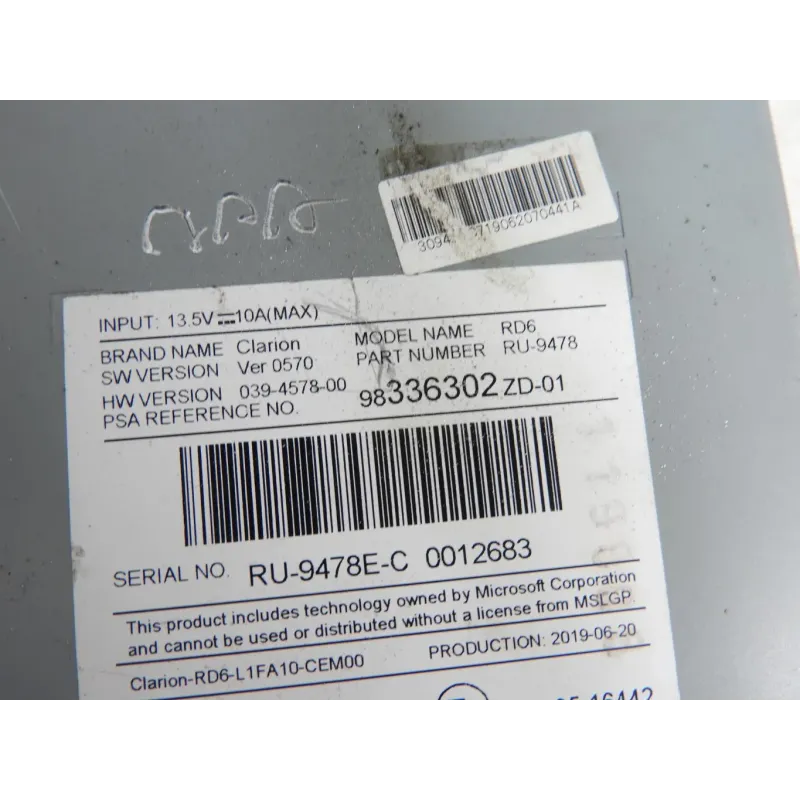 3094 719062070441A
INPUT: 13.5V⎓10A(MAX)
BRAND NAME Clarion MODEL NAME RD6
SW VERSION Ver 0570 PART NUMBER RU-9478
HW VERSION 039-4578-00
PSA REFERENCE NO. 98336302ZD-01
SERIAL NO. RU-9478E-C 0012683
This product includes technology owned by Microsoft Corporation
and cannot be used or distributed without a license from MSLGP.
Clarion-RD6-L1FA10-CEM00 PRODUCTION: 2019-06-20
16442